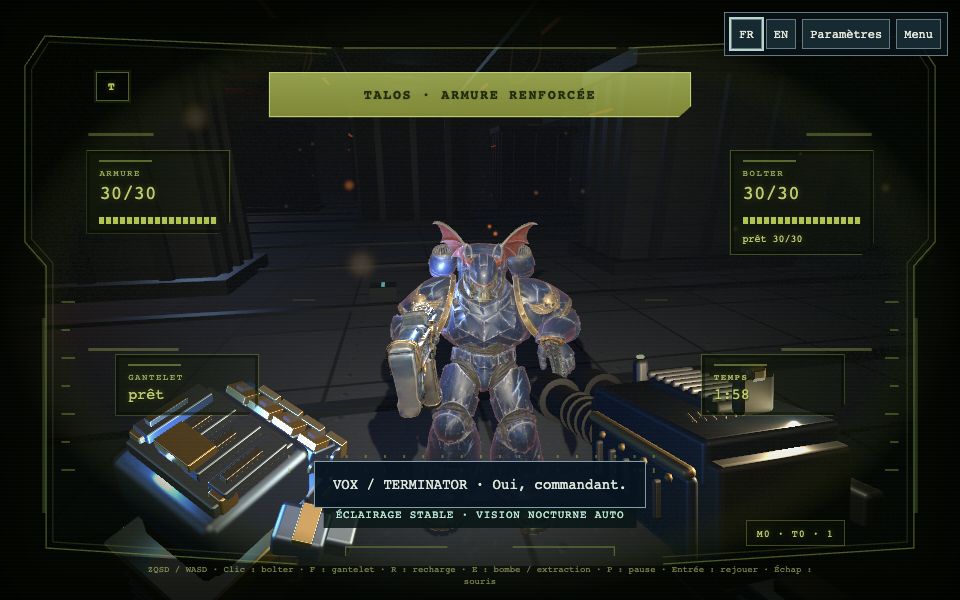 FR EN Paramètres Menu
T
TALOS · ARMURE RENFORCÉE
ARMURE
30/30
BOLTER
30/30
prêt 30/30
GANTELET
prêt
TEMPS
1:58
VOX / TERMINATOR · Oui, commandant.
ÉCLAIRAGE STABLE · VISION NOCTURNE AUTO
M0 · T0 · 1
ZQSD / WASD · Clic : bolter · F : gantelet · R : recharge · E : bombe / extraction · P : pause · Entrée : rejouer · Échap :
souris